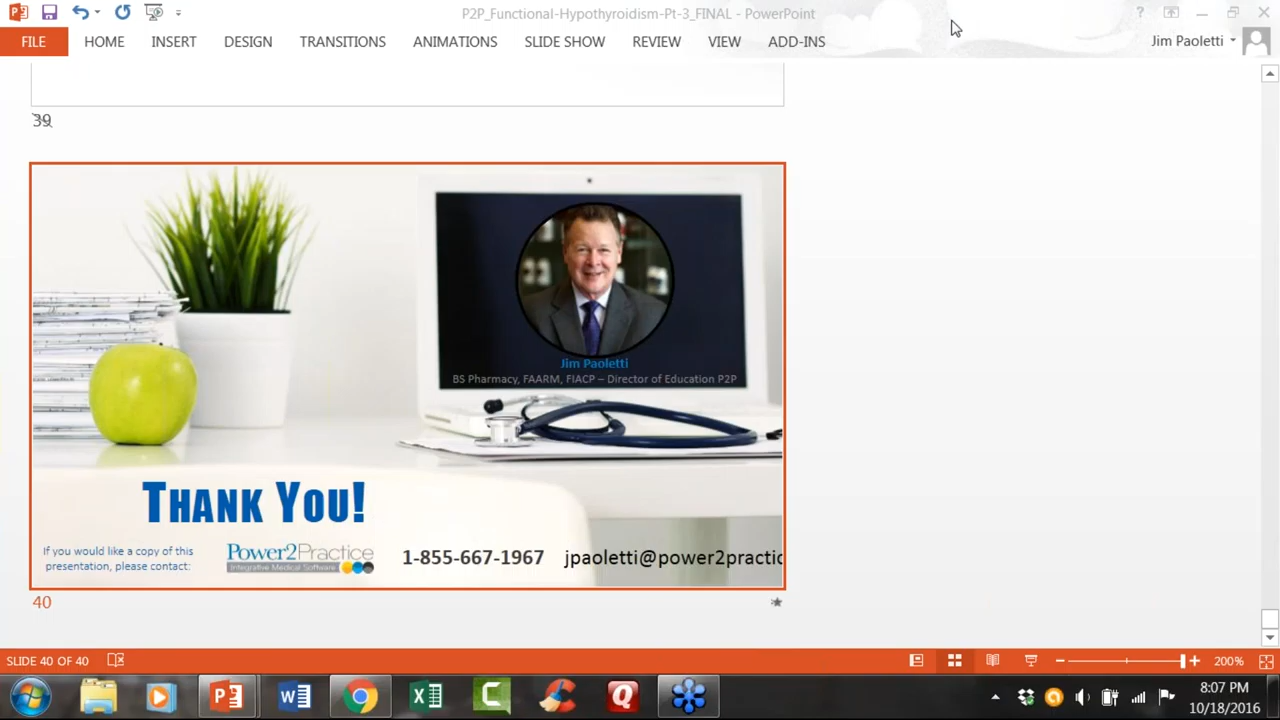 P2P_Functional-Hypothyroidism-Pt-3_FINAL - PowerPoint
FILE HOME INSERT DESIGN TRANSITIONS ANIMATIONS SLIDE SHOW REVIEW VIEW ADD-INS Jim Paoletti
39
Jim Paoletti
BS Pharmacy, FAARM, FIACP – Director of Education P2P
THANK YOU!
If you would like a copy of this
presentation, please contact:
Power2Practice
Integrative Medical Software
1-855-667-1967 jpaoletti@power2practic
40
SLIDE 40 OF 40 200%
8:07 PM
10/18/2016